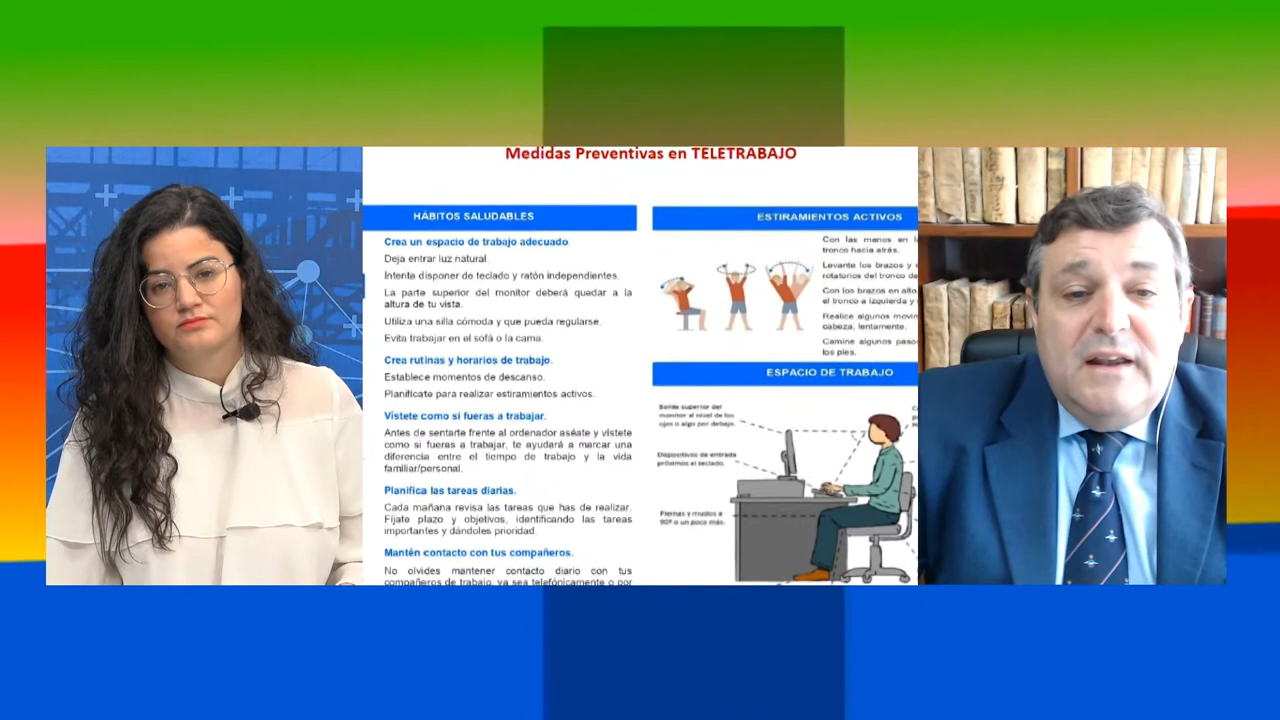 Medidas Preventivas en TELETRABAJO
HÁBITOS SALUDABLES
Crea un espacio de trabajo adecuado.
Deja entrar luz natural.
Intenta disponer de teclado y ratón independientes.
La parte superior del monitor deberá quedar a la
altura de tu vista.
Utiliza una silla cómoda y que pueda regularse.
Evita trabajar en el sofá o la cama.
Crea rutinas y horarios de trabajo.
Establece momentos de descanso.
Planifícate para realizar estiramientos activos.
Vístete como si fueras a trabajar.
Antes de sentarte frente al ordenador aséate y vístete
como si fueras a trabajar, te ayudará a marcar una
diferencia entre el tiempo de trabajo y la vida
familiar/personal.
Planifica las tareas diarias.
Cada mañana revisa las tareas que has de realizar.
Fíjate plazo y objetivos, identificando las tareas
importantes y dándoles prioridad.
Mantén contacto con tus compañeros.
No olvides mantener contacto diario con tus
compañeros de trabajo, ya sea telefónicamente o por
ESTIRAMIENTOS ACTIVOS
Con las manos en l
tronco hacia atrás.
Levante los brazos y
rotatorios del tronco de
Con los brazos en alto
el tronco a izquierda y
Realice algunos movim
cabeza, lentamente.
Camine algunos paso
los pies.
ESPACIO DE TRABAJO
Borde superior del
monitor al nivel de los
ojos o algo por debajo.
Dispositivos de entrada
próximos al teclado.
Piernas y muslos a
90º o un poco más.